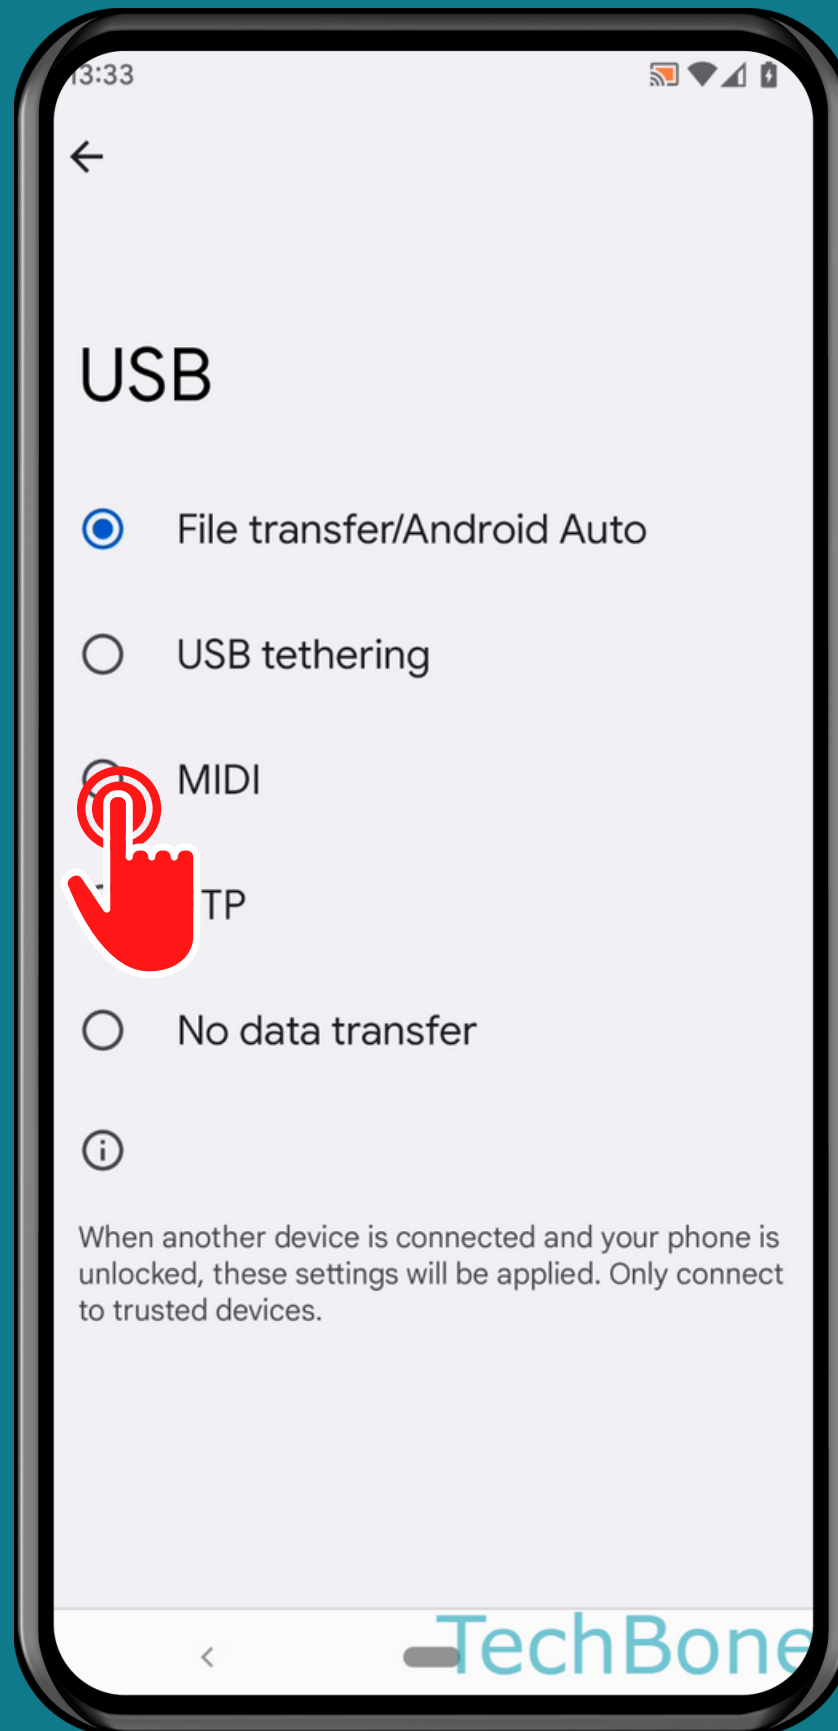 13:33
USB
File transfer/Android Auto
USB tethering
MIDI
TP
No data transfer
When another device is connected and your phone is
unlocked, these settings will be applied. Only connect
to trusted devices.
TechBone